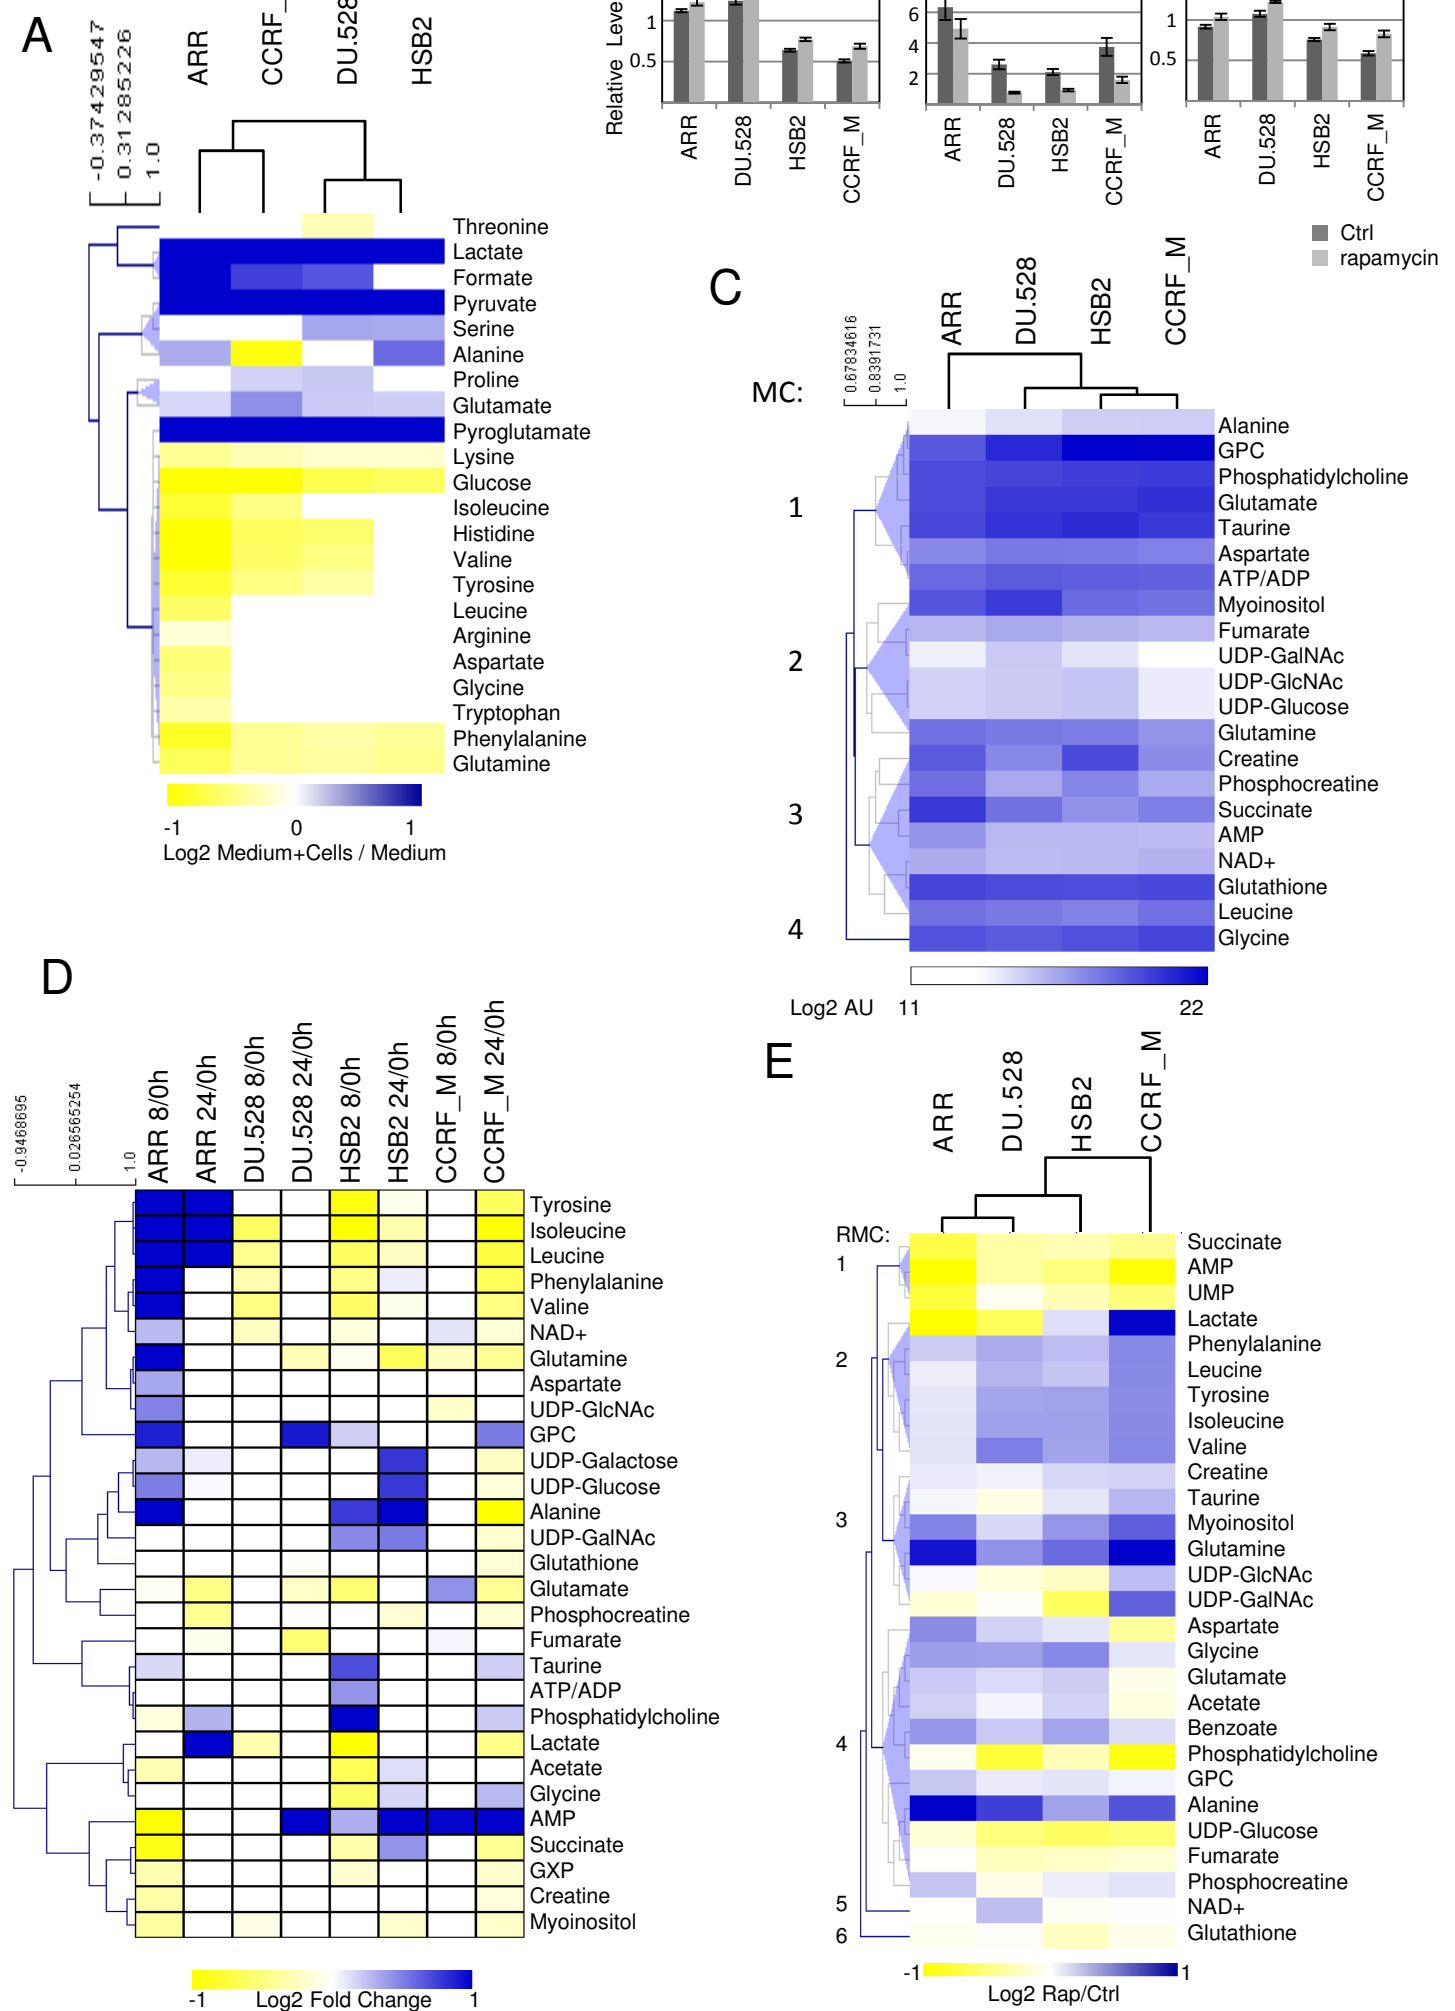 A
-0.37429547
0.31285226
1.0
ARR
CCRF_
DU.528
HSB2
Threonine
Lactate
Formate
Pyruvate
Serine
Alanine
Proline
Glutamate
Pyroglutamate
Lysine
Glucose
Isoleucine
Histidine
Valine
Tyrosine
Leucine
Arginine
Aspartate
Glycine
Tryptophan
Phenylalanine
Glutamine
-1 0 1
Log2 Medium+Cells / Medium
Relative Leve
1
0.5
ARR
DU.528
HSB2
CCRF_M
6
4
2
ARR
DU.528
HSB2
CCRF_M
1
0.5
ARR
DU.528
HSB2
CCRF_M
Ctrl
rapamycin
C
0.67834616
0.8391731
1.0
ARR
DU.528
HSB2
CCRF_M
MC:
1
2
3
4
Alanine
GPC
Phosphatidylcholine
Glutamate
Taurine
Aspartate
ATP/ADP
Myoinositol
Fumarate
UDP-GalNAc
UDP-GlcNAc
UDP-Glucose
Glutamine
Creatine
Phosphocreatine
Succinate
AMP
NAD+
Glutathione
Leucine
Glycine
Log2 AU 11 22
D
-0.9468695
0.026565254
1.0
ARR 8/0h
ARR 24/0h
DU.528 8/0h
DU.528 24/0h
HSB2 8/0h
HSB2 24/0h
CCRF_M 8/0h
CCRF_M 24/0h
Tyrosine
Isoleucine
Leucine
Phenylalanine
Valine
NAD+
Glutamine
Aspartate
UDP-GlcNAc
GPC
UDP-Galactose
UDP-Glucose
Alanine
UDP-GalNAc
Glutathione
Glutamate
Phosphocreatine
Fumarate
Taurine
ATP/ADP
Phosphatidylcholine
Lactate
Acetate
Glycine
AMP
Succinate
GXP
Creatine
Myoinositol
-1 Log2 Fold Change 1
E
ARR
DU.528
HSB2
CCRF_M
RMC:
1
2
3
4
5
6
Succinate
AMP
UMP
Lactate
Phenylalanine
Leucine
Tyrosine
Isoleucine
Valine
Creatine
Taurine
Myoinositol
Glutamine
UDP-GlcNAc
UDP-GalNAc
Aspartate
Glycine
Glutamate
Acetate
Benzoate
Phosphatidylcholine
GPC
Alanine
UDP-Glucose
Fumarate
Phosphocreatine
NAD+
Glutathione
-1 1
Log2 Rap/Ctrl